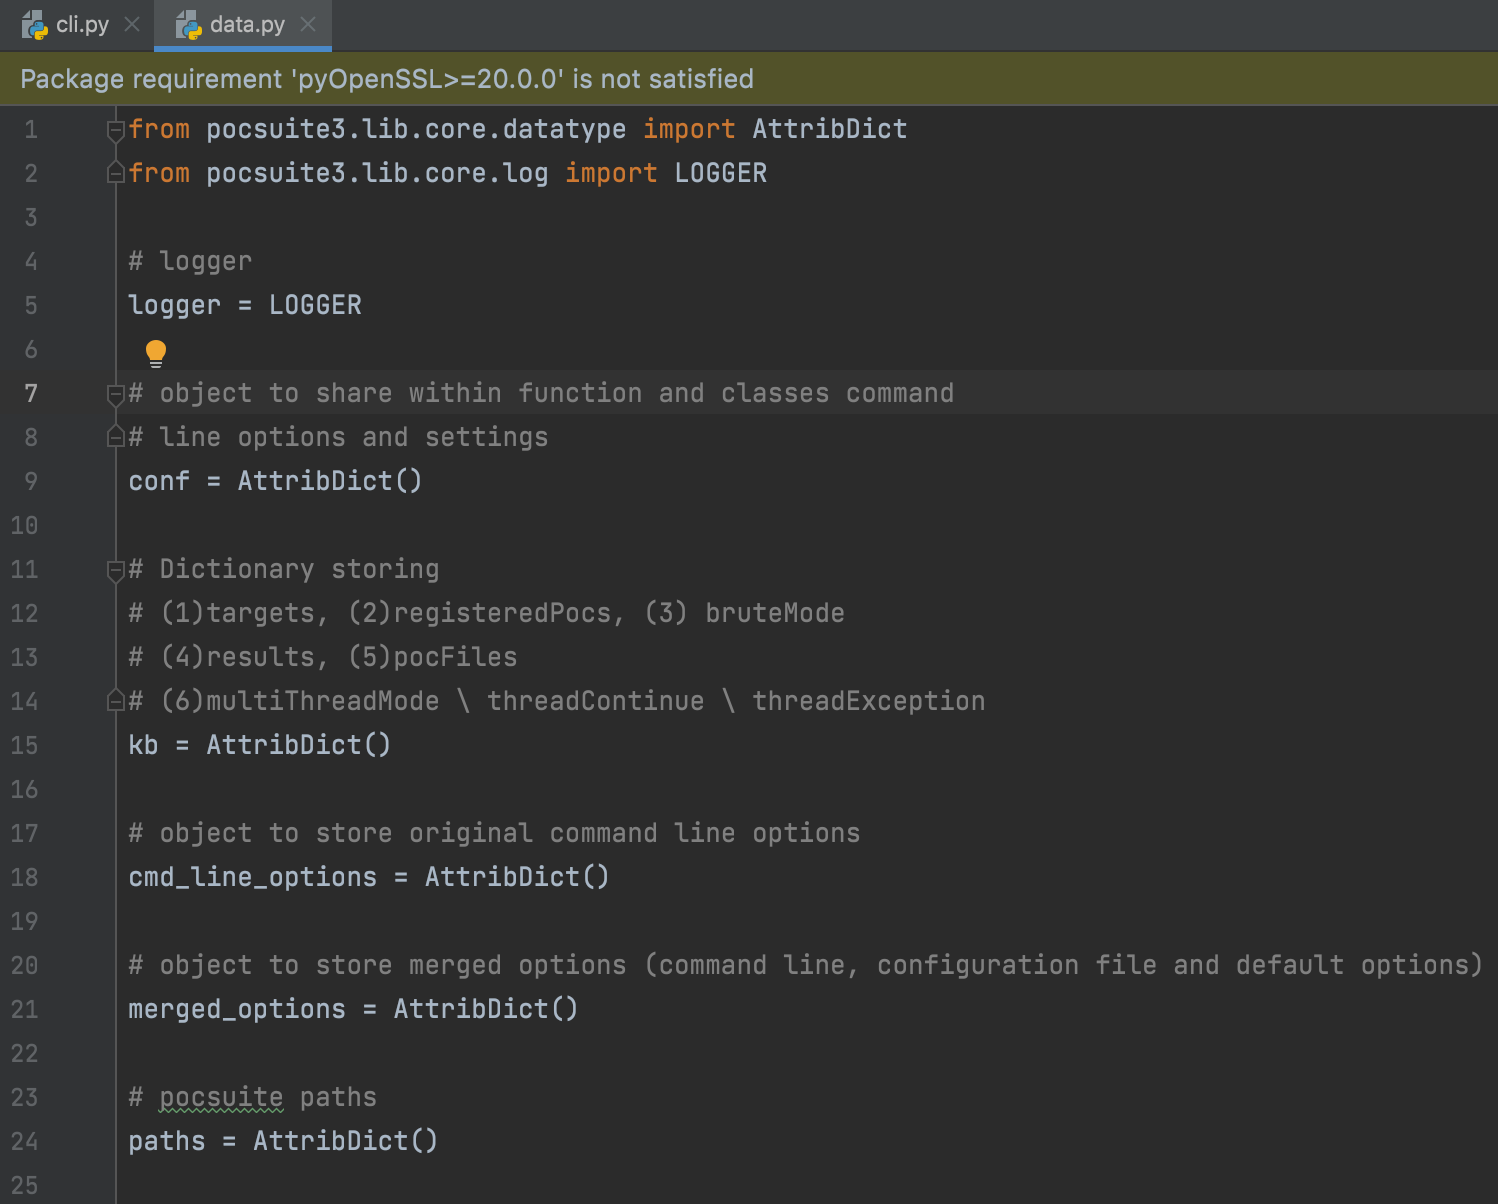 cli.py
data.py
Package requirement 'pyOpenSSL>=20.0.0' is not satisfied
1 from pocsuite3.lib.core.datatype import AttribDict
2 from pocsuite3.lib.core.log import LOGGER
3
4 # logger
5 logger = LOGGER
6
7 # object to share within function and classes command
8 # line options and settings
9 conf = AttribDict()
10
11 # Dictionary storing
12 # (1)targets, (2)registeredPocs, (3) bruteMode
13 # (4)results, (5)pocFiles
14 # (6)multiThreadMode \ threadContinue \ threadException
15 kb = AttribDict()
16
17 # object to store original command line options
18 cmd_line_options = AttribDict()
19
20 # object to store merged options (command line, configuration file and default options)
21 merged_options = AttribDict()
22
23 # pocsuite paths
24 paths = AttribDict()
25